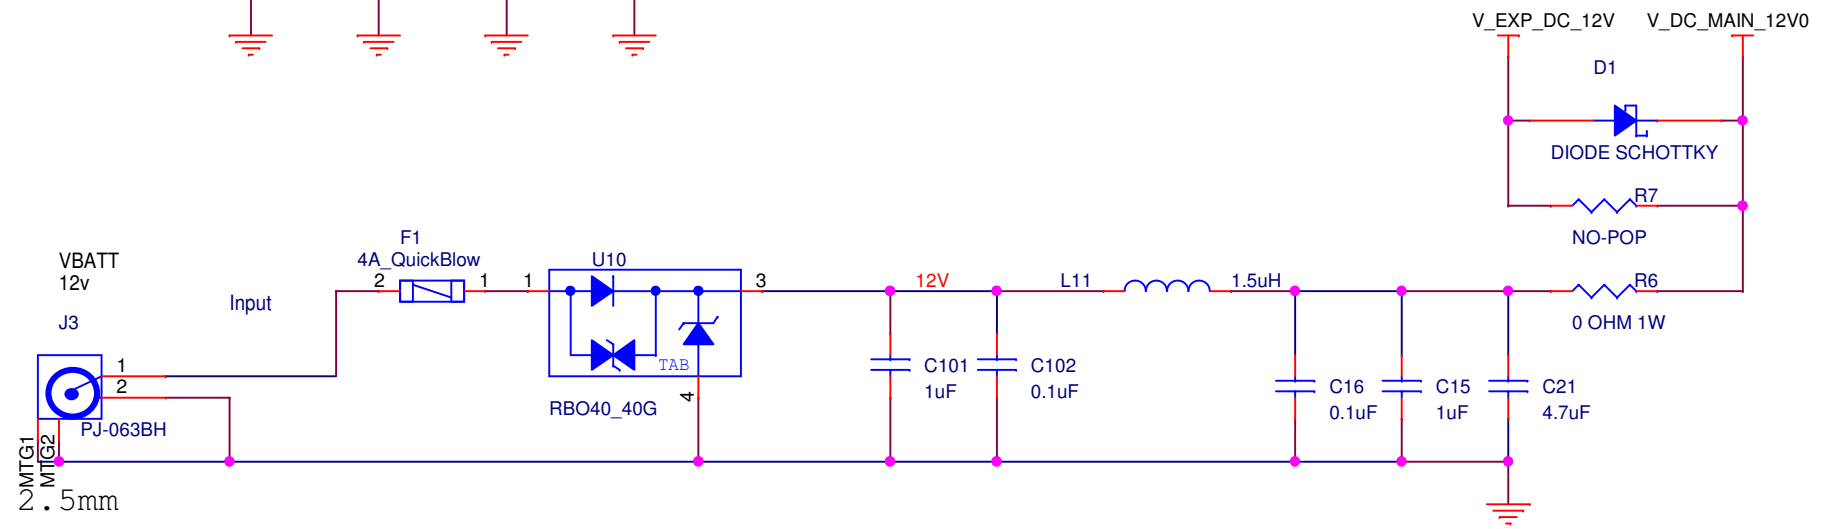 V_EXP_DC_12V
V_DC_MAIN_12V0
D1
DIODE SCHOTTKY
R7
NO-POP
R6
0 OHM 1W
VBATT
12v
J3
Input
1
2
PJ-063BH
MTG1
MTG2
2.5mm
F1
4A_QuickBlow
2
1
1
U10
3
TAB
4
RBO40_40G
12V
C101
1uF
C102
0.1uF
L11
1.5uH
C16
0.1uF
C15
1uF
C21
4.7uF